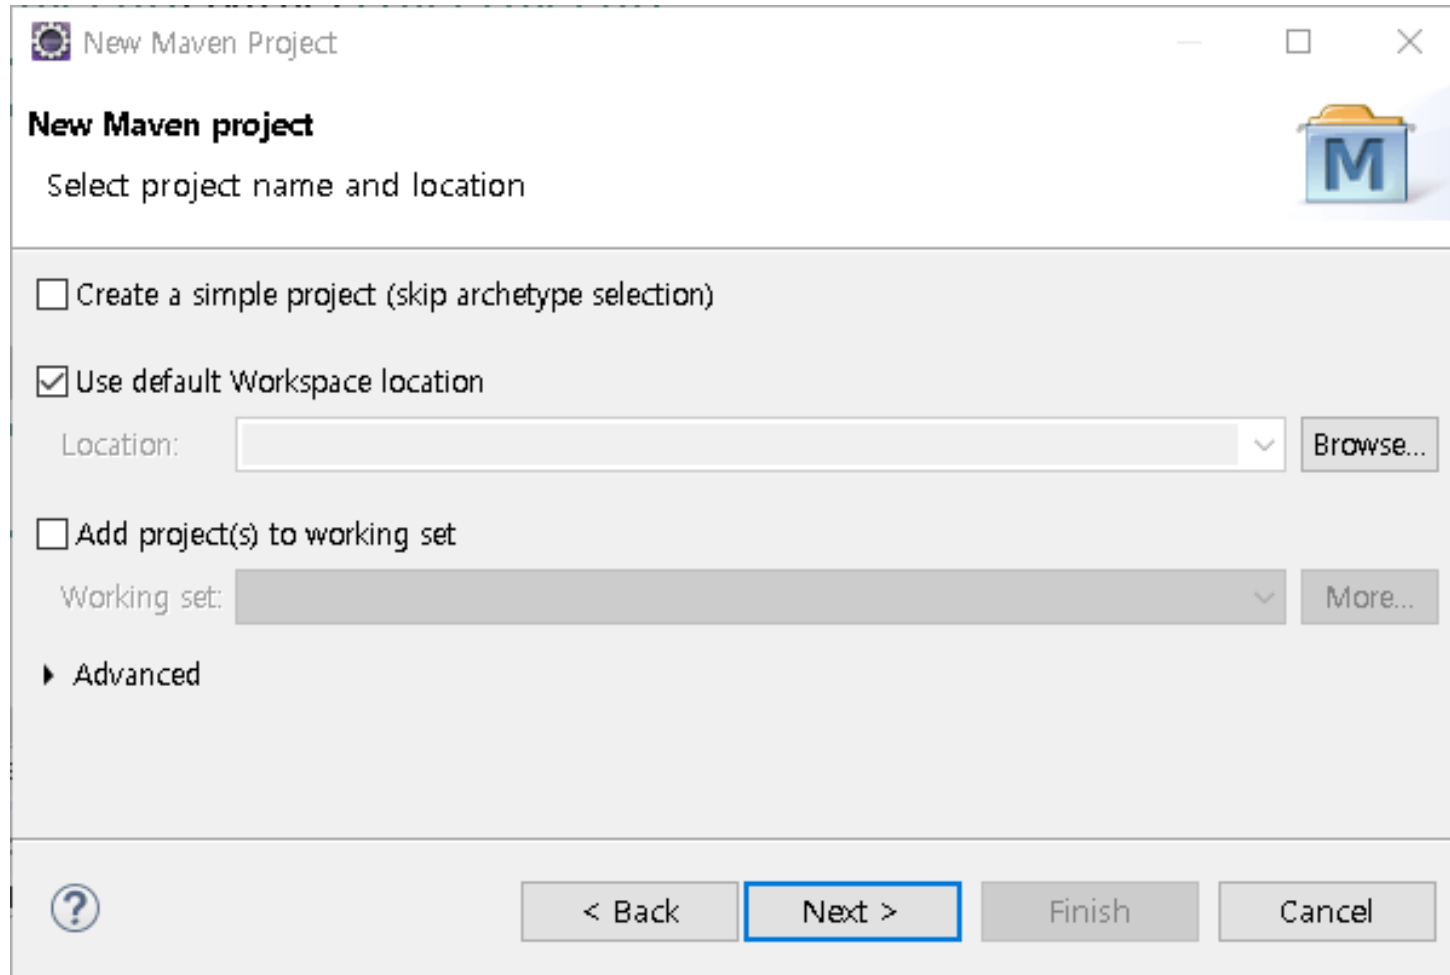 New Maven Project
New Maven project
Select project name and location
M
Create a simple project (skip archetype selection)
Use default Workspace location
Location:
Browse...
Add project(s) to working set
Working set:
More...
Advanced
?
< Back
Next >
Finish
Cancel